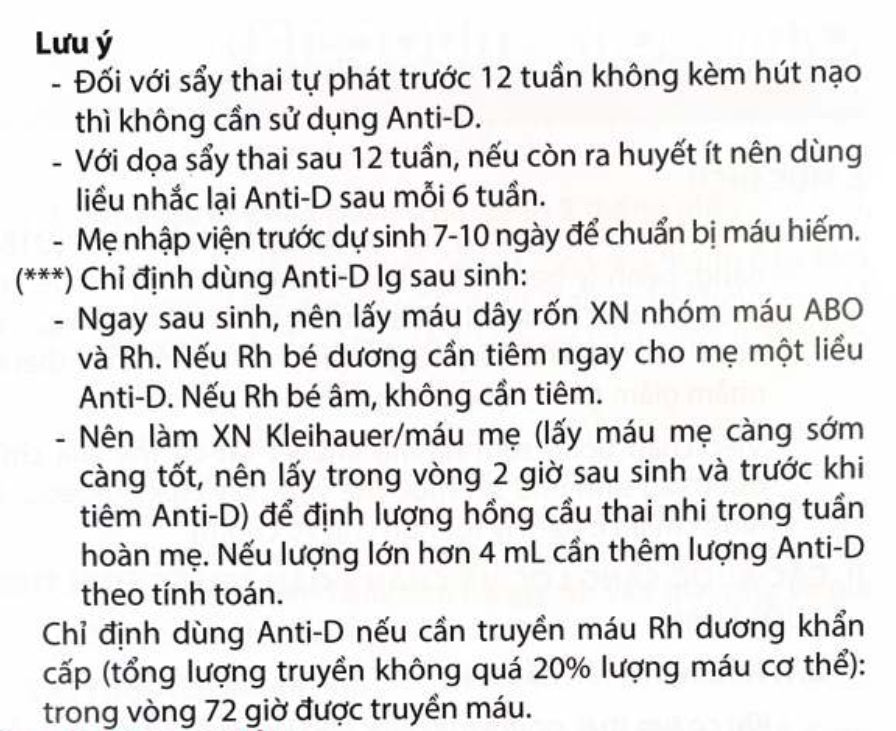 Lưu ý
- Đối với sẩy thai tự phát trước 12 tuần không kèm hút nạo
thì không cần sử dụng Anti-D.
- Với dọa sẩy thai sau 12 tuần, nếu còn ra huyết ít nên dùng
liều nhắc lại Anti-D sau mỗi 6 tuần.
- Mẹ nhập viện trước dự sinh 7-10 ngày để chuẩn bị máu hiếm.
(***) Chỉ định dùng Anti-D Ig sau sinh:
- Ngay sau sinh, nên lấy máu dây rốn XN nhóm máu ABO
và Rh. Nếu Rh bé dương cần tiêm ngay cho mẹ một liều
Anti-D. Nếu Rh bé âm, không cần tiêm.
- Nên làm XN Kleihauer/máu mẹ (lấy máu mẹ càng sớm
càng tốt, nên lấy trong vòng 2 giờ sau sinh và trước khi
tiêm Anti-D) để định lượng hồng cầu thai nhi trong tuần
hoàn mẹ. Nếu lượng lớn hơn 4 mL cần thêm lượng Anti-D
theo tính toán.
Chỉ định dùng Anti-D nếu cần truyền máu Rh dương khẩn
cấp (tổng lượng truyền không quá 20% lượng máu cơ thể):
trong vòng 72 giờ được truyền máu.